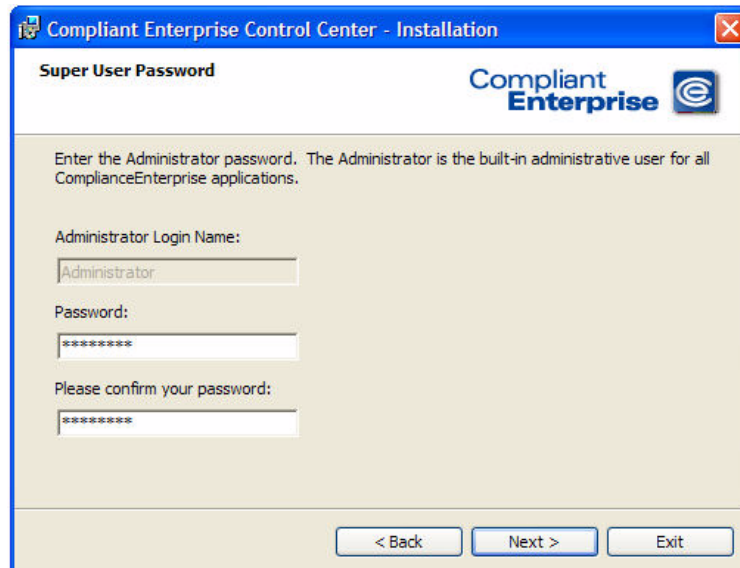 Compliant Enterprise Control Center - Installation
Super User Password
Compliant
Enterprise
Enter the Administrator password. The Administrator is the built-in administrative user for all
ComplianceEnterprise applications.
Administrator Login Name:
Administrator
Password:
********
Please confirm your password:
********
< Back
Next >
Exit